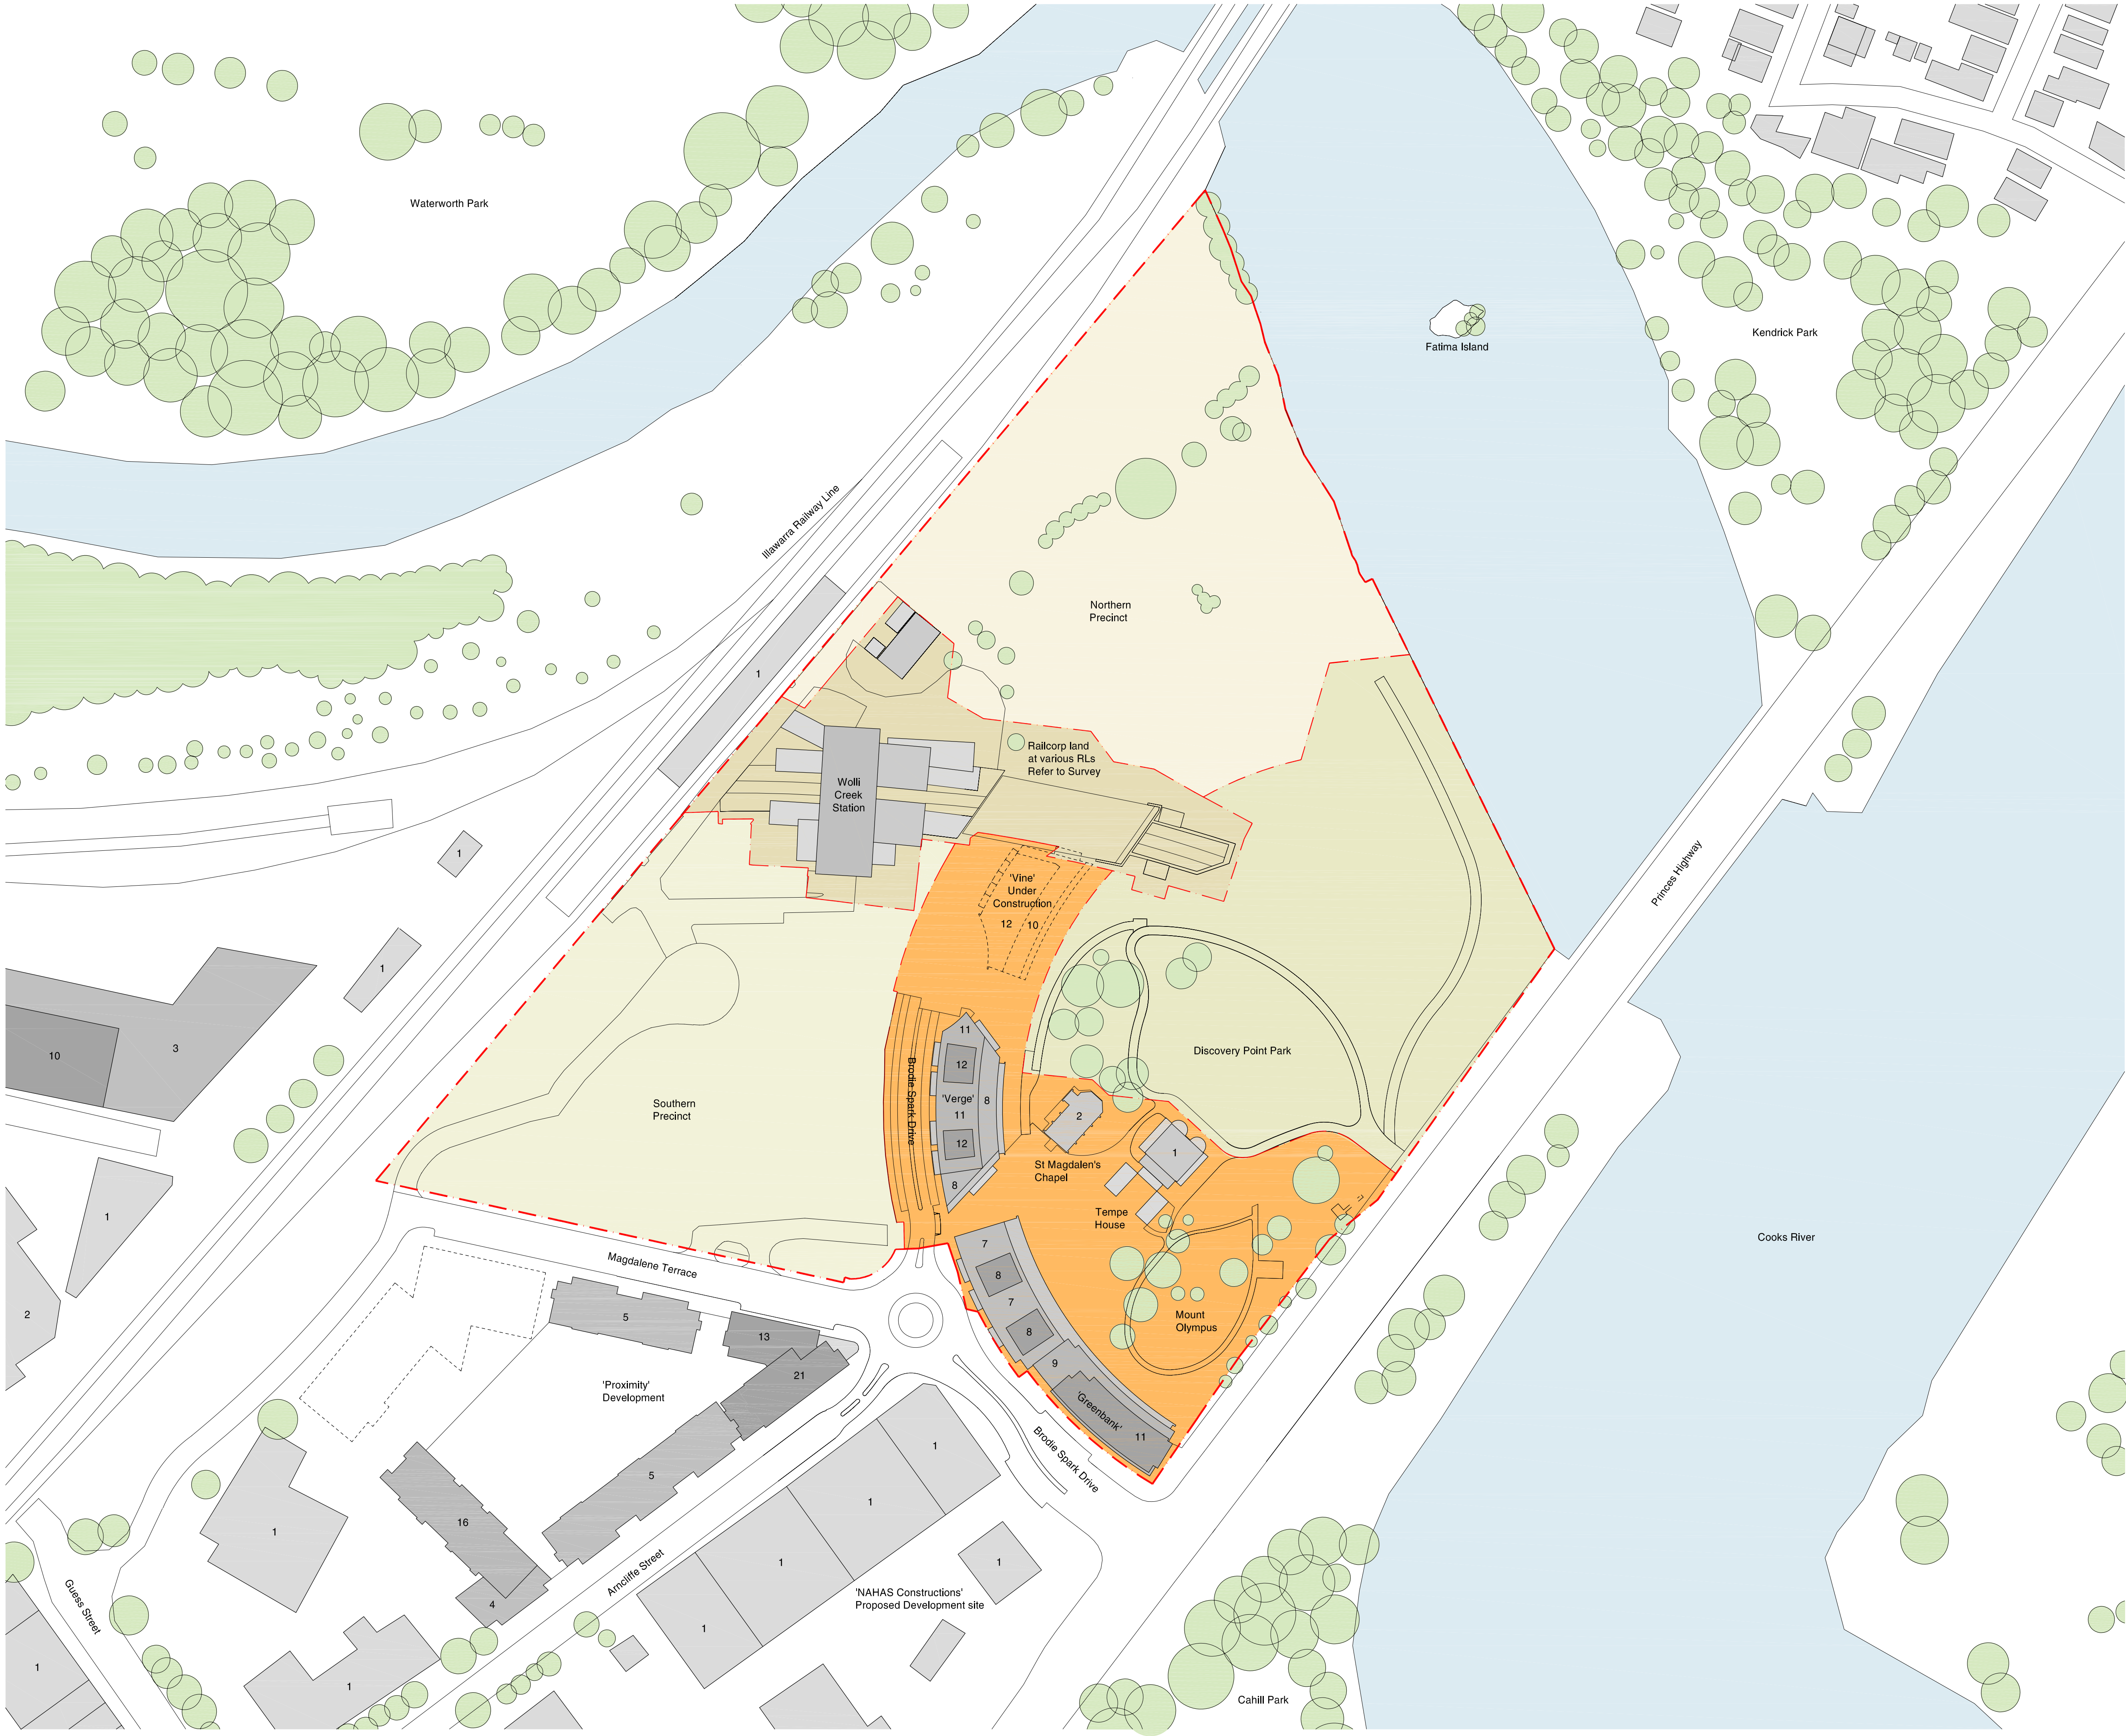 Waterworth Park
Kendrick Park
Fatima Island
Illawarra Railway Line
Northern
Precinct
1
Railcorp land
at various RLs
Refer to Survey
Wolli
Creek
Station
1
Princes Highway
'Vine'
Under
Construction
12 10
1
10
3
11
12
Discovery Point Park
Brodie Spark Drive
'Verge'
11
8
12
8
Southern
Precinct
2
1
St Magdalen's
Chapel
Tempe
House
1
2
Cooks River
7
8
7
8
9
'Greenbank'
11
Mount
Olympus
Magdalene Terrace
5
13
21
'Proximity'
Development
5
16
4
Brodie Spark Drive
1
1
1
1
1
1
Arncliffe Street
'NAHAS Constructions'
Proposed Development site
Guess Street
1
1
Cahill Park